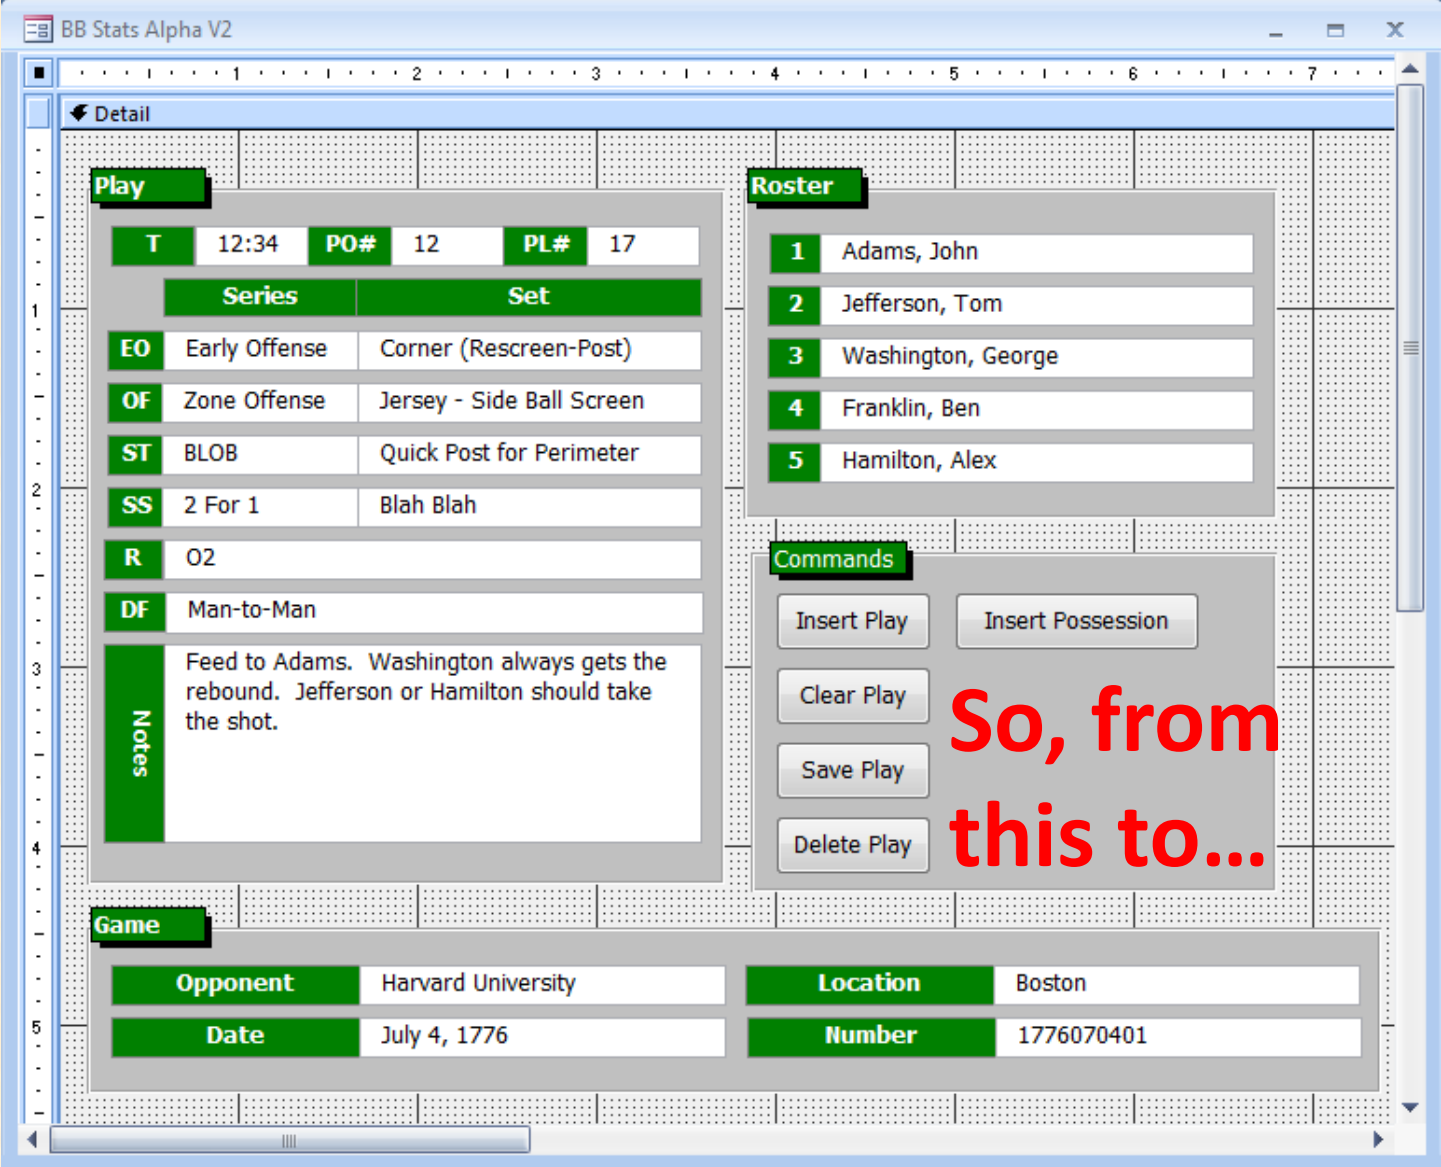 BB Stats Alpha V2
1 2 3 4 5 6 7
Detail
Play
T 12:34 PO# 12 PL# 17
Series Set
EO Early Offense Corner (Rescreen-Post)
OF Zone Offense Jersey - Side Ball Screen
ST BLOB Quick Post for Perimeter
SS 2 For 1 Blah Blah
R O2
DF Man-to-Man
Notes
Feed to Adams.  Washington always gets the
rebound.  Jefferson or Hamilton should take
the shot.
Roster
1 Adams, John
2 Jefferson, Tom
3 Washington, George
4 Franklin, Ben
5 Hamilton, Alex
Commands
Insert Play Insert Possession
Clear Play
Save Play
Delete Play
So, from
this to...
Game
Opponent Harvard University Location Boston
Date July 4, 1776 Number 1776070401
1
2
3
4
5